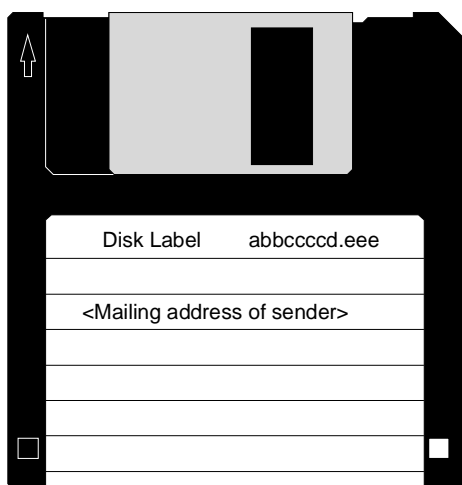 Disk Label abbccccd.eee
<Mailing address of sender>